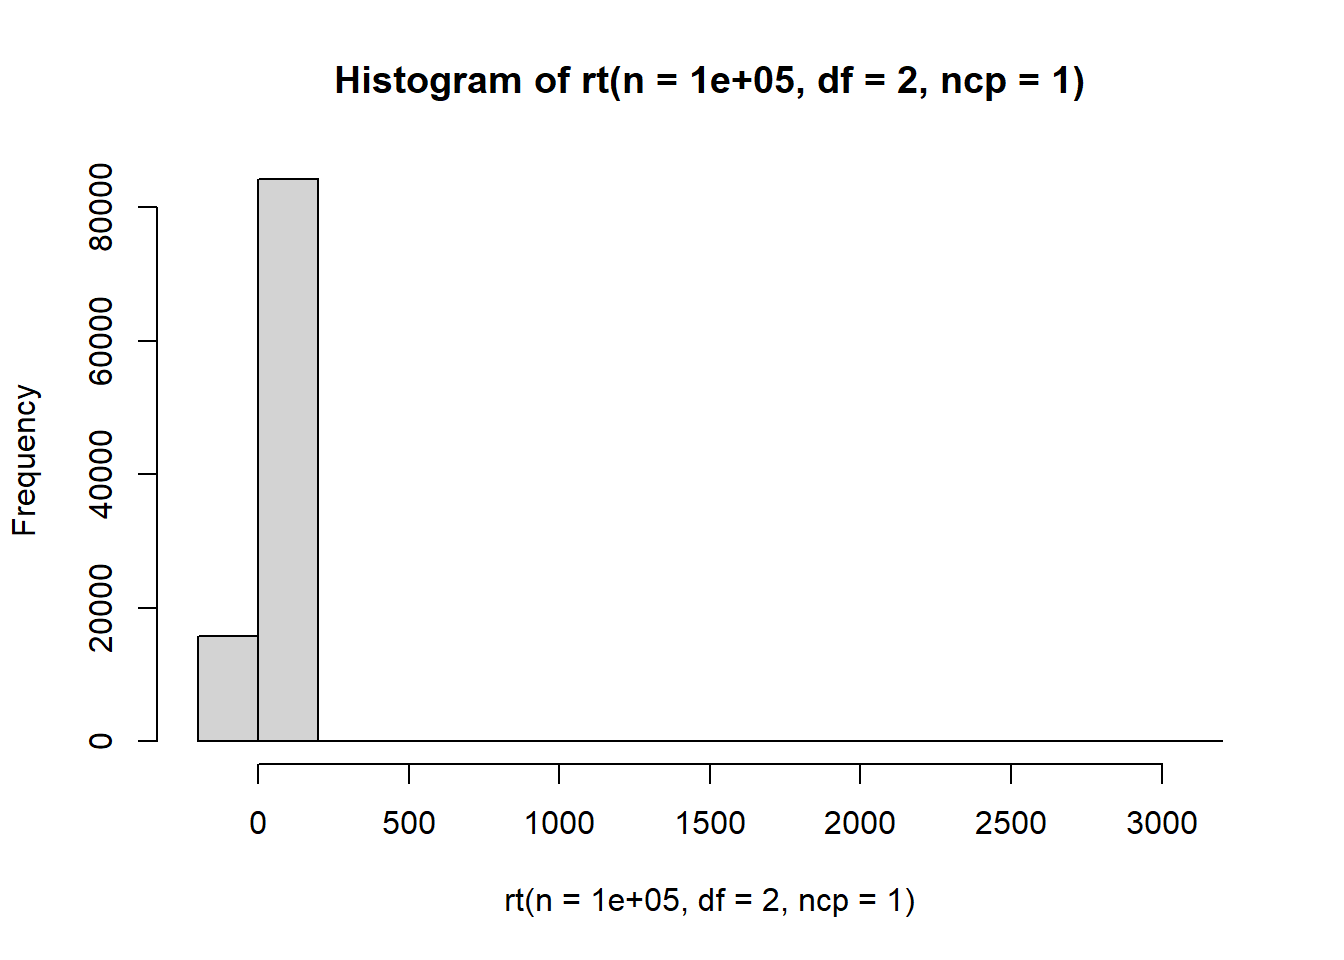 Histogram of rt(n = 1e+05, df = 2, ncp = 1)
Frequency
80000
60000
40000
20000
0
0 500 1000 1500 2000 2500 3000
rt(n = 1e+05, df = 2, ncp = 1)